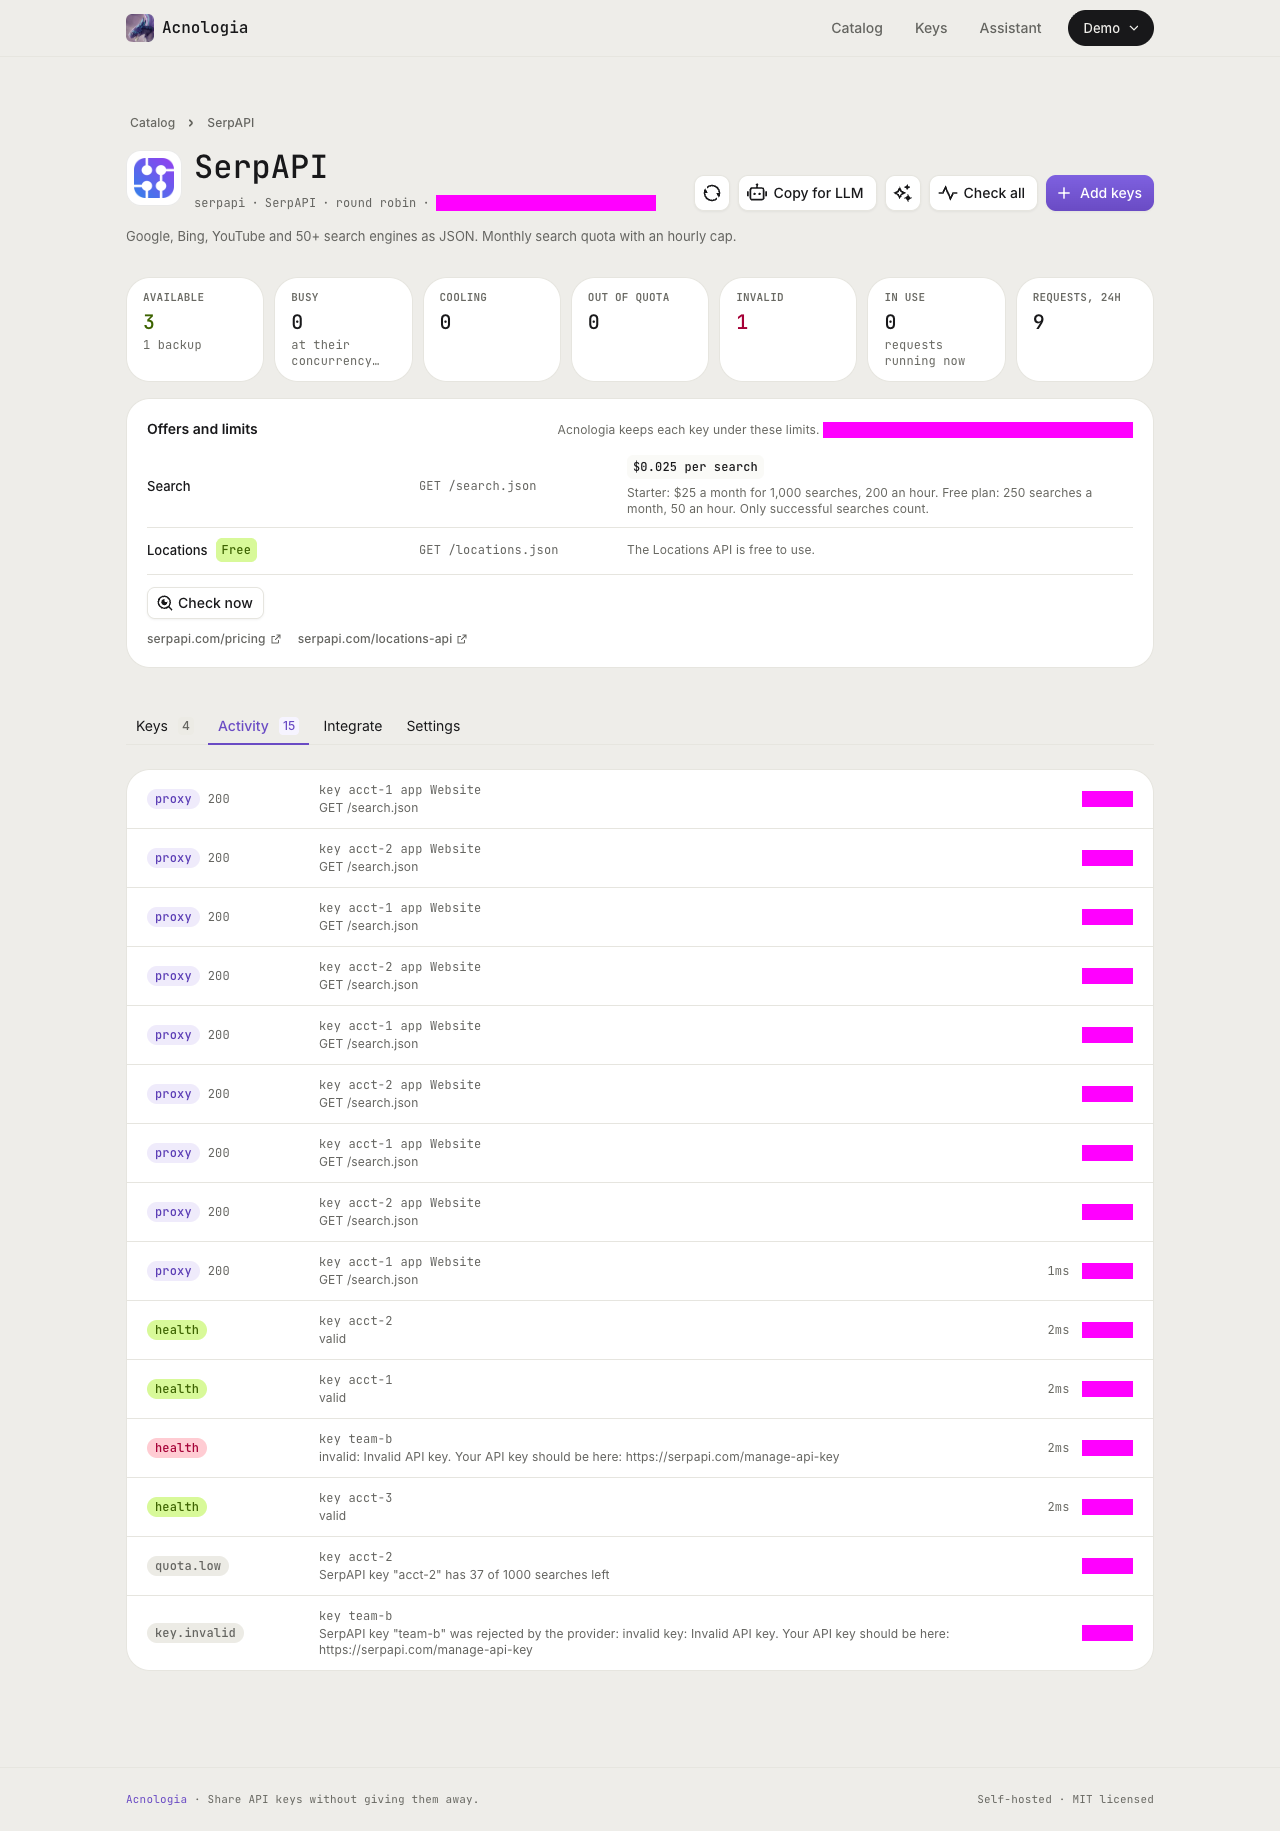 Acnologia
Catalog
Keys
Assistant
Demo
Catalog › SerpAPI
SerpAPI
serpapi · SerpAPI · round robin ·
Copy for LLM
Check all
Add keys
Google, Bing, YouTube and 50+ search engines as JSON. Monthly search quota with an hourly cap.
AVAILABLE
3
1 backup
BUSY
0
at their
concurrency…
COOLING
0
OUT OF QUOTA
0
INVALID
1
IN USE
0
requests
running now
REQUESTS, 24H
9
Offers and limits
Acnologia keeps each key under these limits.
Search
GET /search.json
$0.025 per search
Starter: $25 a month for 1,000 searches, 200 an hour. Free plan: 250 searches a
month, 50 an hour. Only successful searches count.
Locations Free
GET /locations.json
The Locations API is free to use.
Check now
serpapi.com/pricing
serpapi.com/locations-api
Keys 4
Activity 15
Integrate
Settings
proxy 200
key acct-1 app Website
GET /search.json
proxy 200
key acct-2 app Website
GET /search.json
proxy 200
key acct-1 app Website
GET /search.json
proxy 200
key acct-2 app Website
GET /search.json
proxy 200
key acct-1 app Website
GET /search.json
proxy 200
key acct-2 app Website
GET /search.json
proxy 200
key acct-1 app Website
GET /search.json
proxy 200
key acct-2 app Website
GET /search.json
proxy 200
key acct-1 app Website
GET /search.json
1ms
health
key acct-2
valid
2ms
health
key acct-1
valid
2ms
health
key team-b
invalid: Invalid API key. Your API key should be here: https://serpapi.com/manage-api-key
2ms
health
key acct-3
valid
2ms
quota.low
key acct-2
SerpAPI key "acct-2" has 37 of 1000 searches left
key.invalid
key team-b
SerpAPI key "team-b" was rejected by the provider: invalid key: Invalid API key. Your API key should be here:
https://serpapi.com/manage-api-key
Acnologia · Share API keys without giving them away.
Self-hosted · MIT licensed